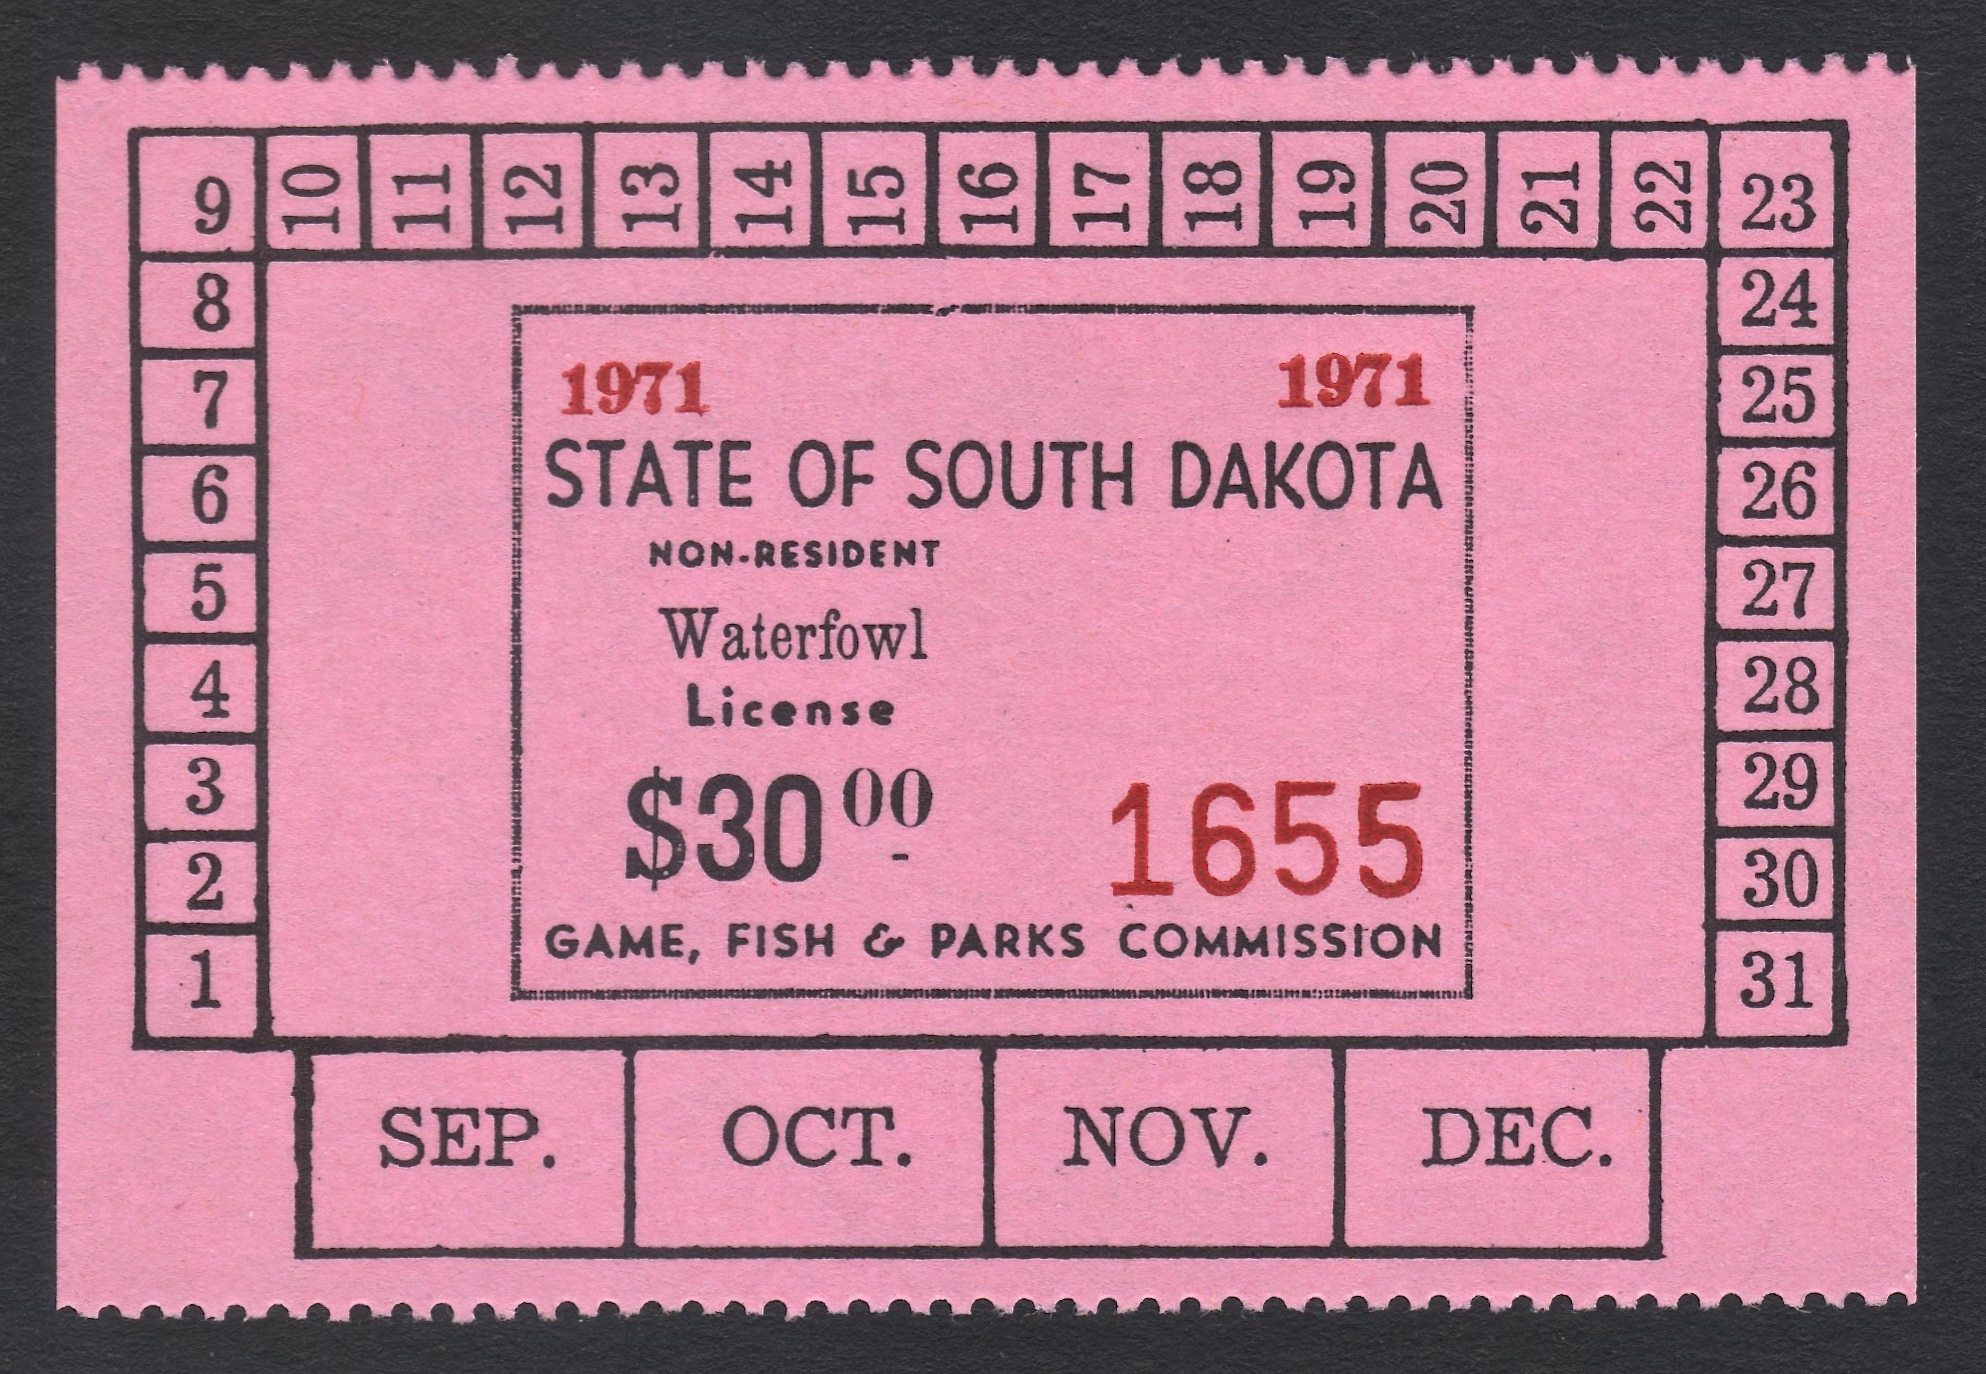 9 10 11 12 13 14 15 16 17 18 19 20 21 22 23
8 24
7 25
6 26
5 27
4 28
3 29
2 30
1 31
1971 1971
STATE OF SOUTH DAKOTA
NON-RESIDENT
Waterfowl
License
$30 00 1655
GAME, FISH & PARKS COMMISSION
SEP. OCT. NOV. DEC.